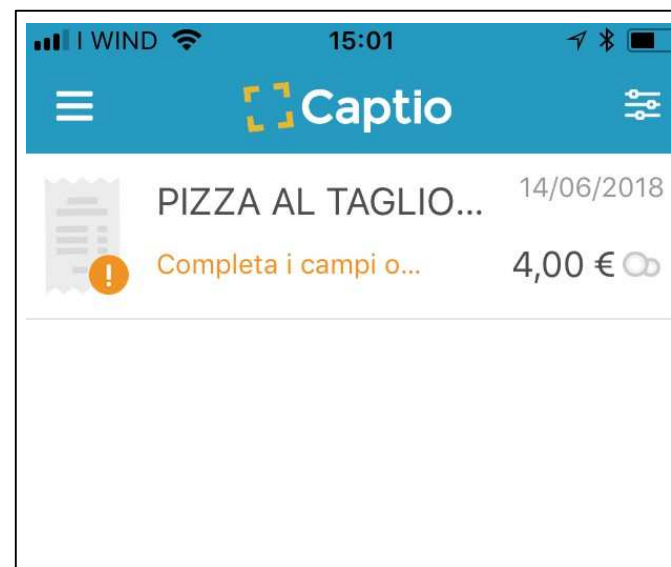 I WIND 15:01
Captio
PIZZA AL TAGLIO... 14/06/2018
Completa i campi o... 4,00 €